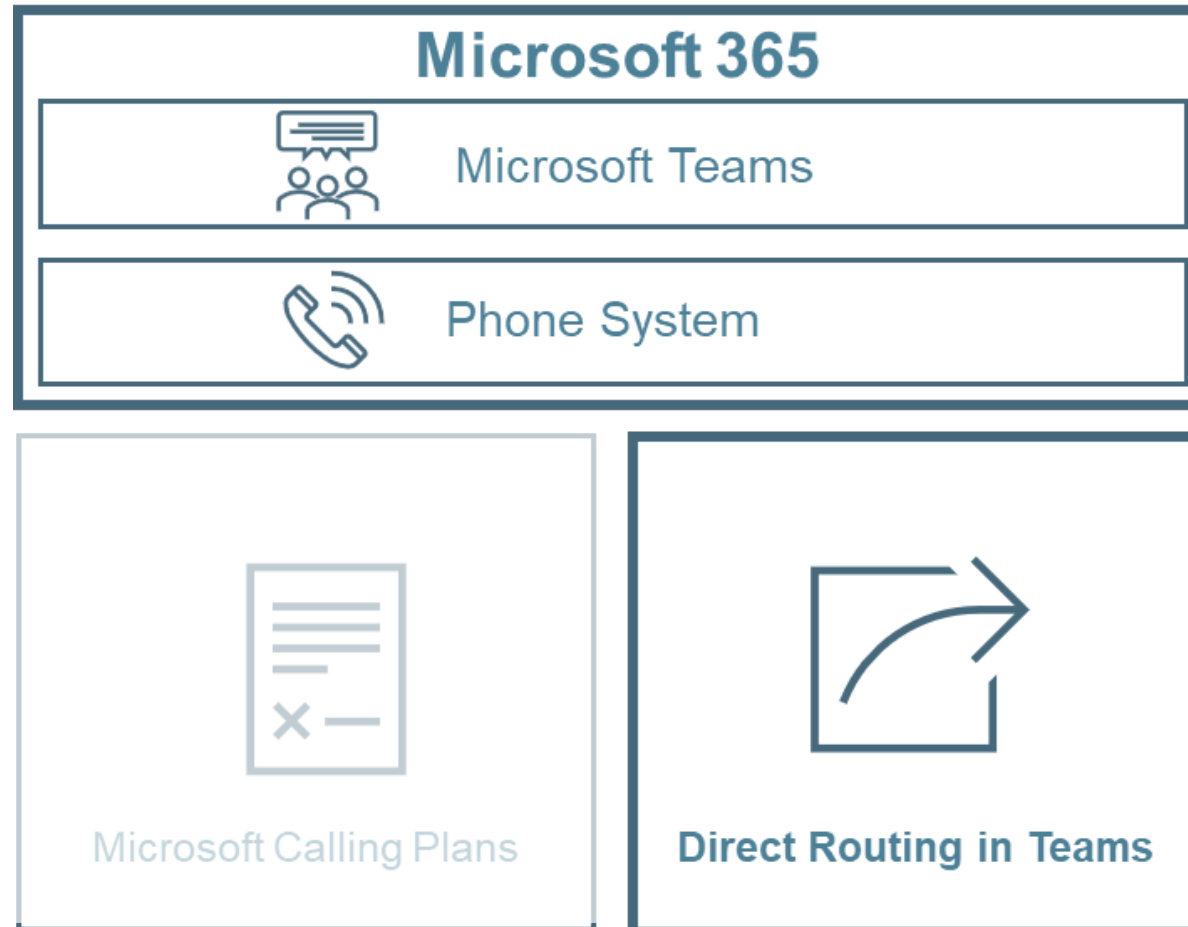 Microsoft 365
Microsoft Teams
Phone System
Microsoft Calling Plans
Direct Routing in Teams